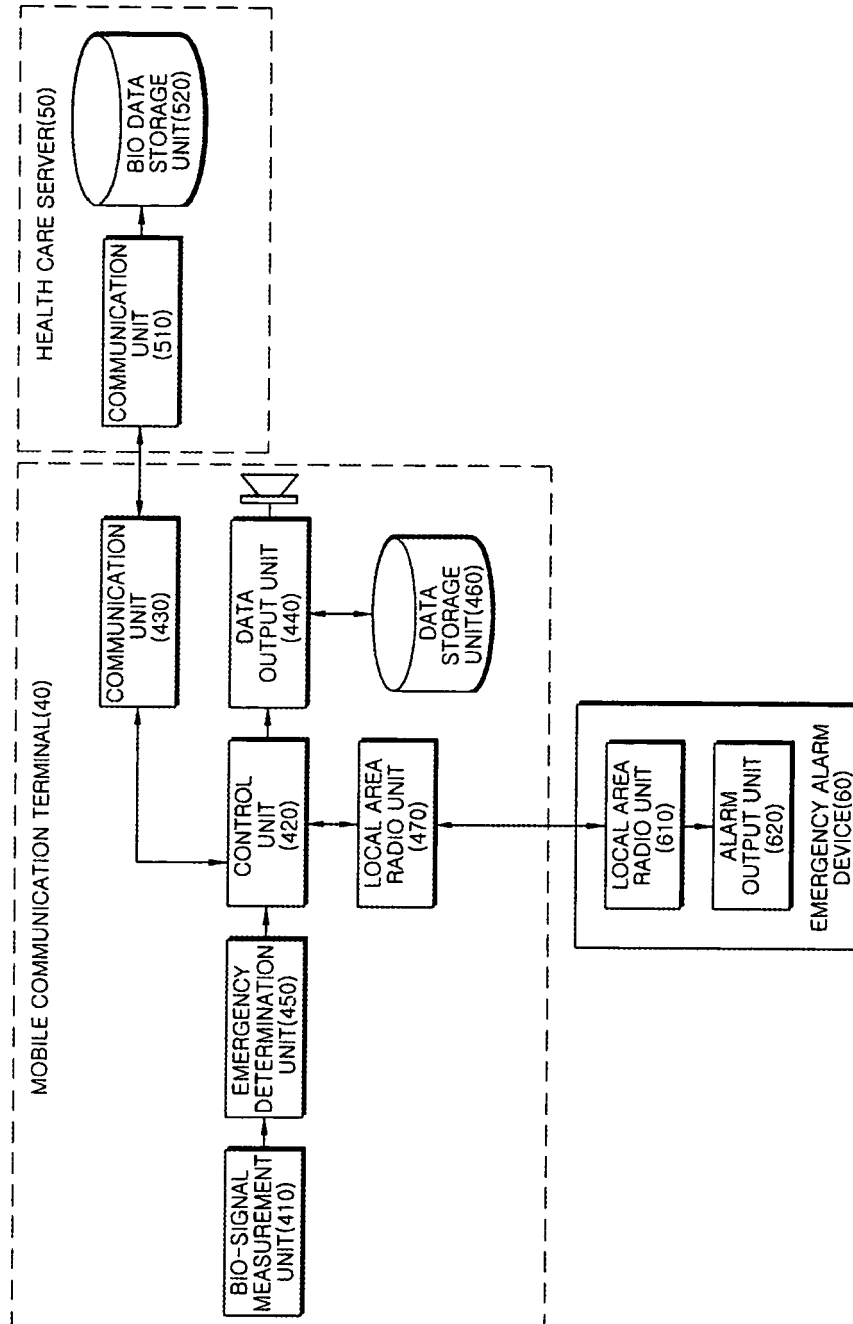 MOBILE COMMUNICATION TERMINAL(40)
BIO-SIGNAL
MEASUREMENT
UNIT(410)
EMERGENCY
DETERMINATION
UNIT(450)
CONTROL
UNIT
(420)
COMMUNICATION
UNIT
(430)
DATA
OUTPUT UNIT
(440)
DATA
STORAGE
UNIT(460)
LOCAL AREA
RADIO UNIT
(470)
HEALTH CARE SERVER(50)
COMMUNICATION
UNIT
(510)
BIO DATA
STORAGE
UNIT(520)
LOCAL AREA
RADIO UNIT
(610)
ALARM
OUTPUT UNIT
(620)
EMERGENCY ALARM
DEVICE(60)